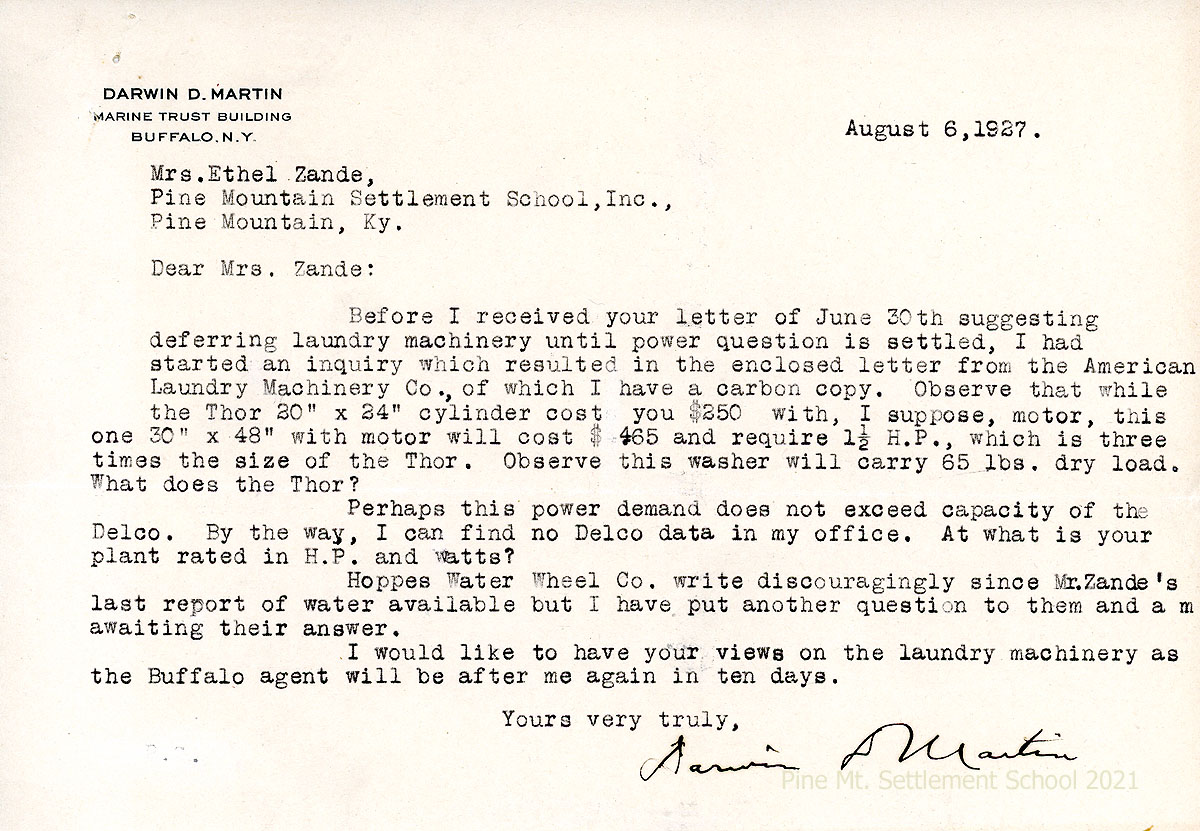 DARWIN D. MARTIN
MARINE TRUST BUILDING
BUFFALO, N.Y.
August 6,1927.
Mrs.Ethel Zande,
Pine Mountain Settlement School,Inc.,
Pine Mountain, Ky.
Dear Mrs. Zande:
Before I received your letter of June 30th suggesting
deferring laundry machinery until power question is settled, I had
started an inquiry which resulted in the enclosed letter from the American
Laundry Machinery Co., of which I have a carbon copy. Observe that while
the Thor 20" x 24" cylinder cost you $250 with, I suppose, motor, this
one 30" x 48" with motor will cost $ 465 and require 1½ H.P., which is three
times the size of the Thor. Observe this washer will carry 65 lbs. dry load.
What does the Thor?
Perhaps this power demand does not exceed capacity of the
Delco. By the way, I can find no Delco data in my office. At what is your
plant rated in H.P. and watts?
Hoppes Water Wheel Co. write discouragingly since Mr.Zande's
last report of water available but I have put another question to them and a m
awaiting their answer.
I would like to have your views on the laundry machinery as
the Buffalo agent will be after me again in ten days.
Yours very truly,
Darwin D Martin
Pine Mt. Settlement School 2021